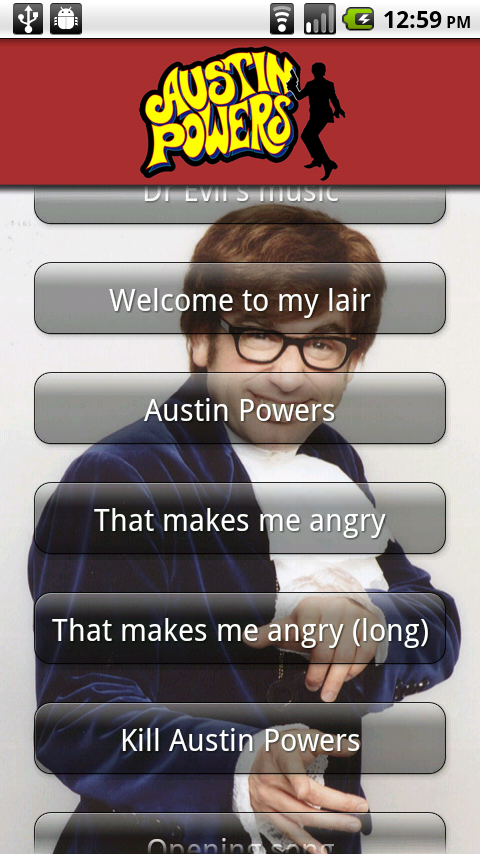 12:59 PM
AUSTIN
POWERS
Dr Evil's music
Welcome to my lair
Austin Powers
That makes me angry
That makes me angry (long)
Kill Austin Powers
Opening song